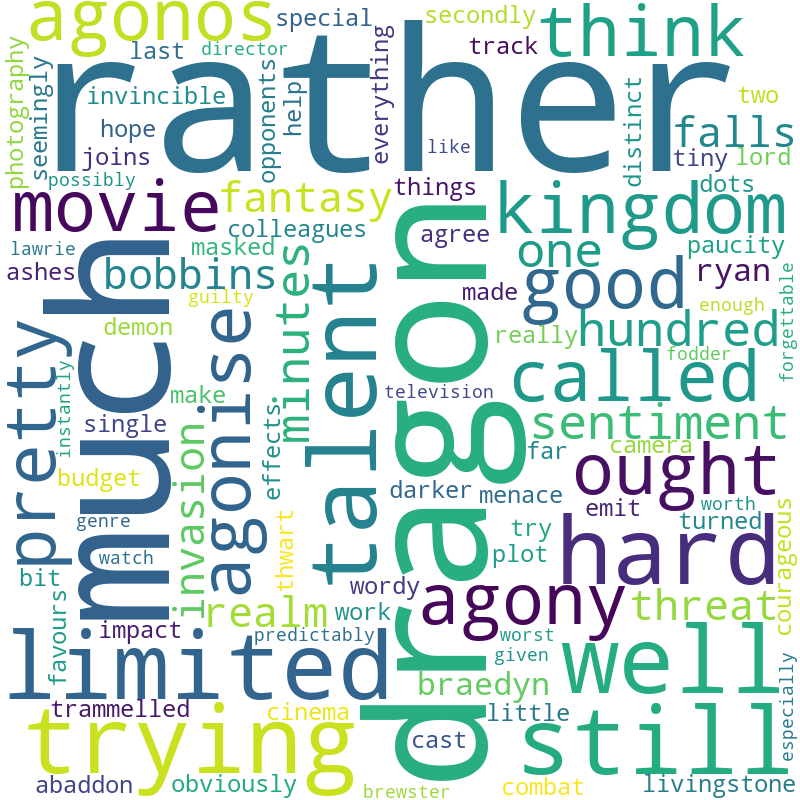 agonos
special
secondly
think
last
director
track
rather
photography
seemingly
invincible
opponents
help
everything
two
hope
like
distinct
falls
joins
tiny
lord
possibly
things
dots
movie
fantasy
kingdom
colleagues
agree
lawrie
masked
one
paucity
ashes
bobbins
minutes
talent
dragon
made
good
ryan
forgettable
much
guilty
enough
demon
agonise
really
hundred
pretty
instantly
fodder
make
television
called
single
sentiment
effects
far
camera
budget
invasion
darker
menace
ought
genre
emit
worth
turned
courageous
watch
thwart
try
hard
plot
bit
favours
wordy
realm
work
agony
threat
impact
predictably
worst
limited
given
well
braedyn
especially
trammelled
cinema
little
trying
cast
still
abaddon
obviously
brewster
combat
livingstone